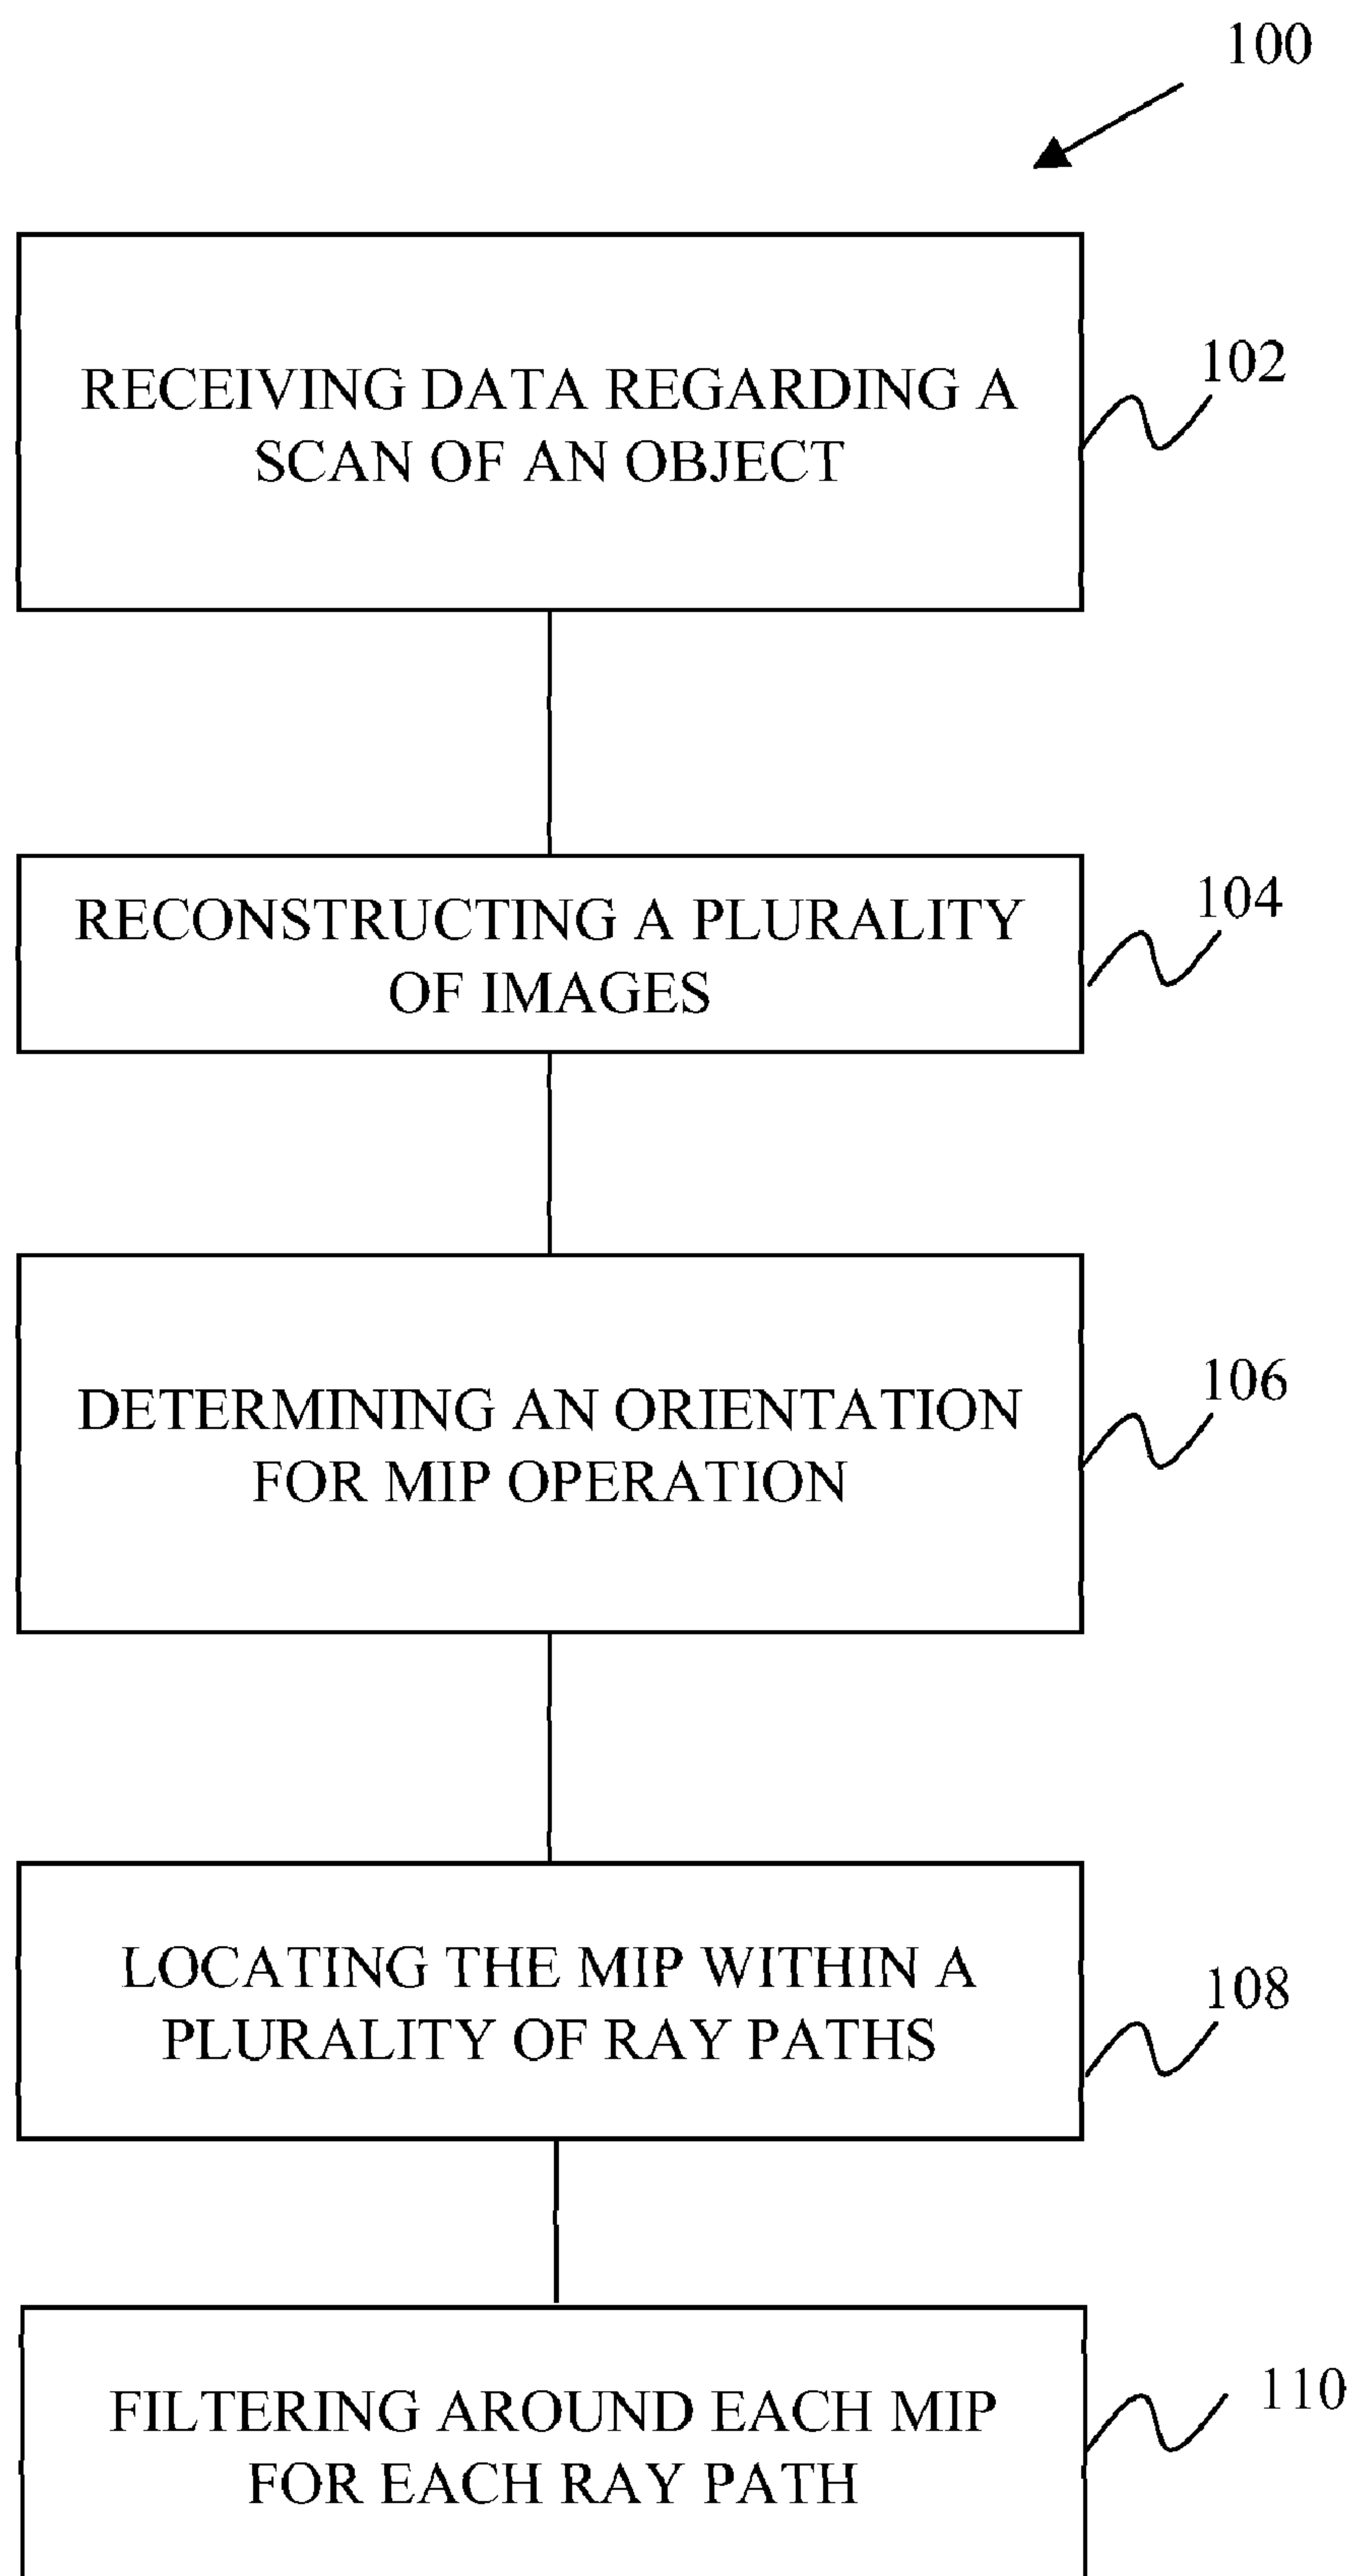 100
RECEIVING DATA REGARDING A
SCAN OF AN OBJECT
102
RECONSTRUCTING A PLURALITY
OF IMAGES
104
DETERMINING AN ORIENTATION
FOR MIP OPERATION
106
LOCATING THE MIP WITHIN A
PLURALITY OF RAY PATHS
108
FILTERING AROUND EACH MIP
FOR EACH RAY PATH
110